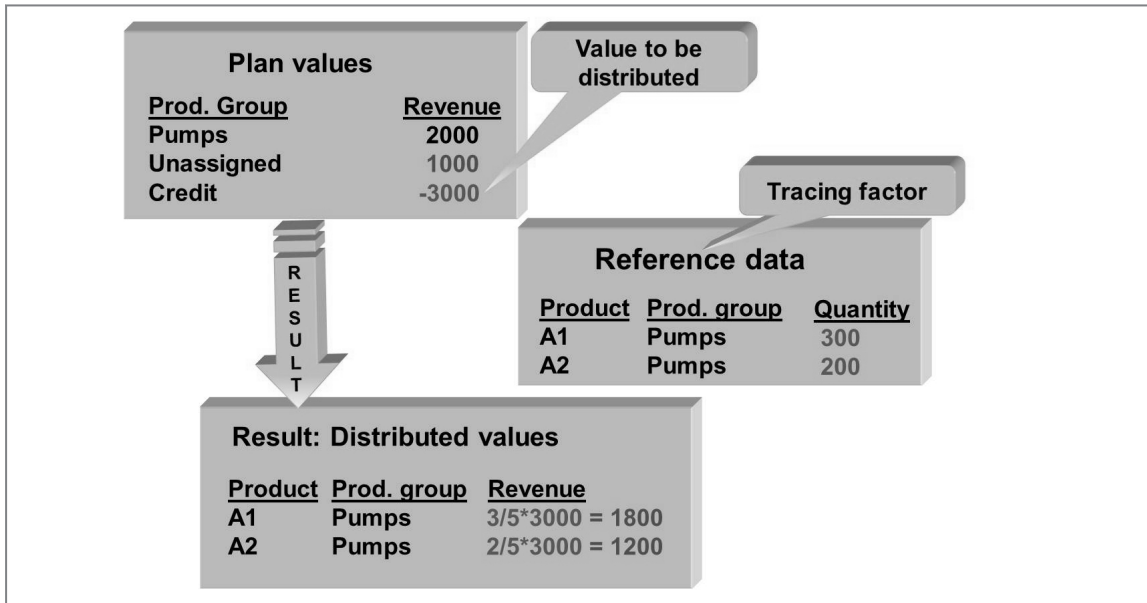 Plan values
Prod. Group Revenue
Pumps 2000
Unassigned 1000
Credit -3000
Value to be
distributed
Tracing factor
Reference data
Product Prod. group Quantity
A1 Pumps 300
A2 Pumps 200
RESULT
Result: Distributed values
Product Prod. group Revenue
A1 Pumps 3/5*3000 = 1800
A2 Pumps 2/5*3000 = 1200